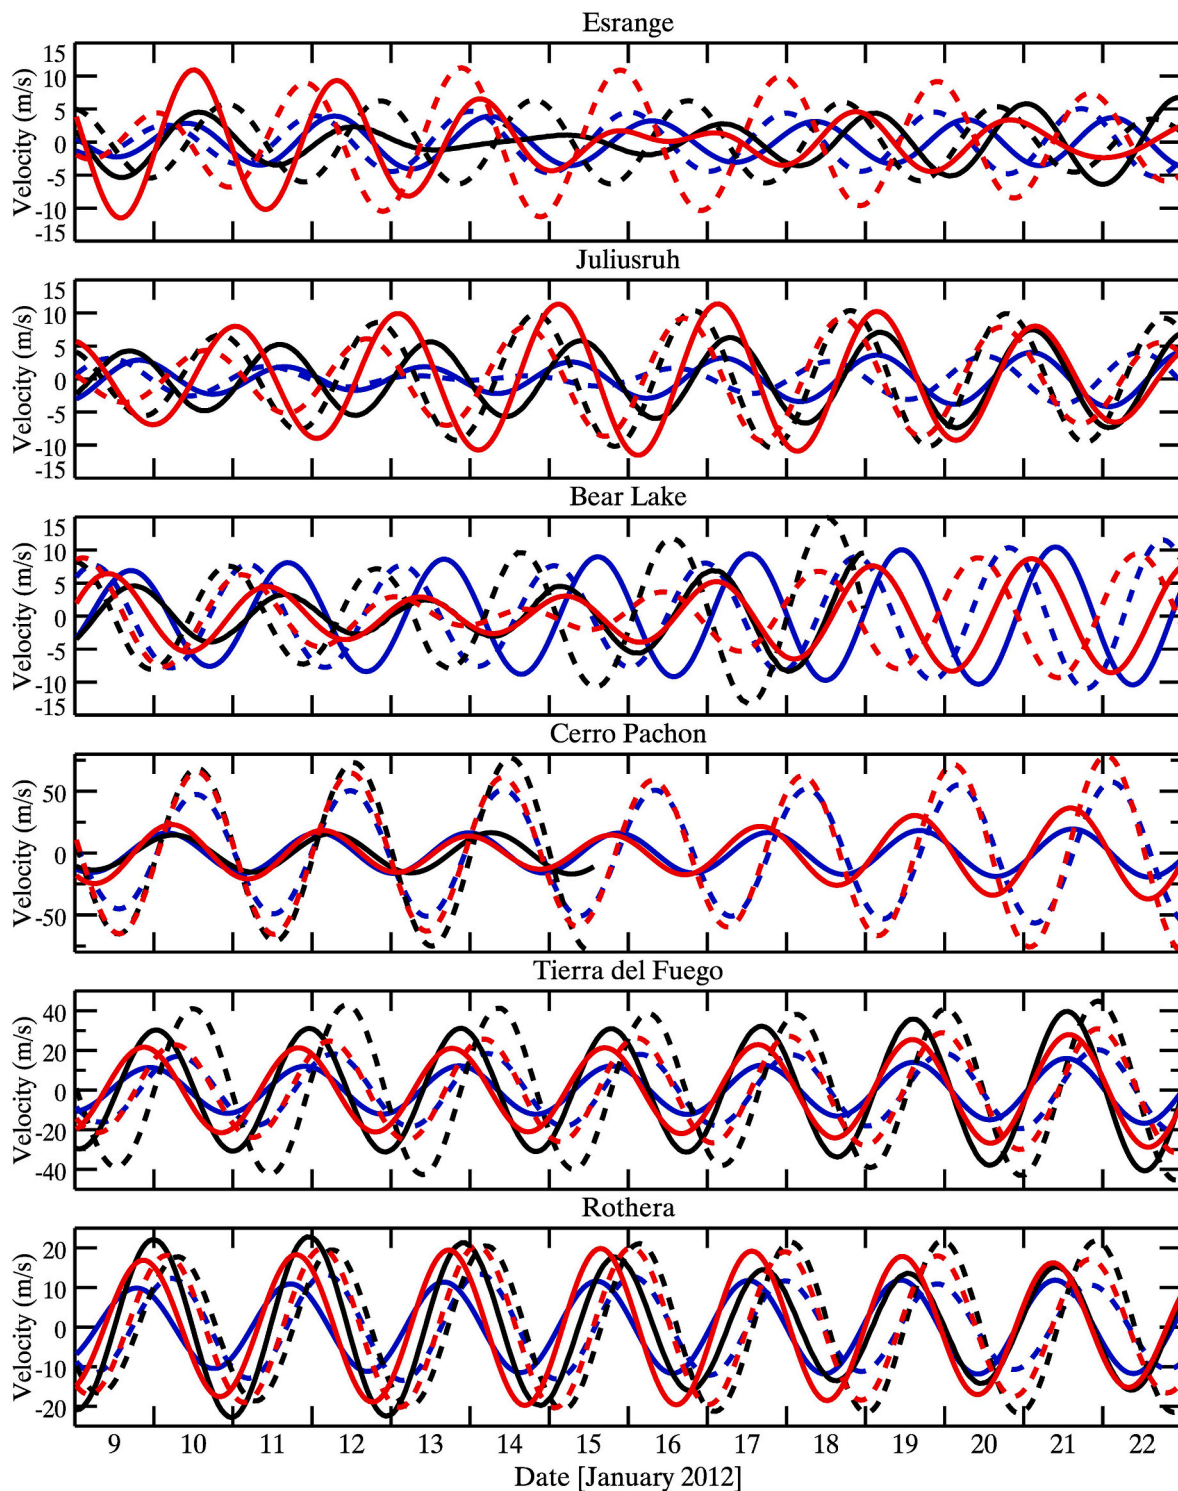 Esrange
Velocity (m/s)
15
10
5
0
-5
-10
-15
Juliusruh
Velocity (m/s)
15
10
5
0
-5
-10
-15
Bear Lake
Velocity (m/s)
15
10
5
0
-5
-10
-15
Cerro Pachon
Velocity (m/s)
50
0
-50
Tierra del Fuego
Velocity (m/s)
40
20
0
-20
-40
Rothera
Velocity (m/s)
20
10
0
-10
-20
9 10 11 12 13 14 15 16 17 18 19 20 21 22
Date [January 2012]